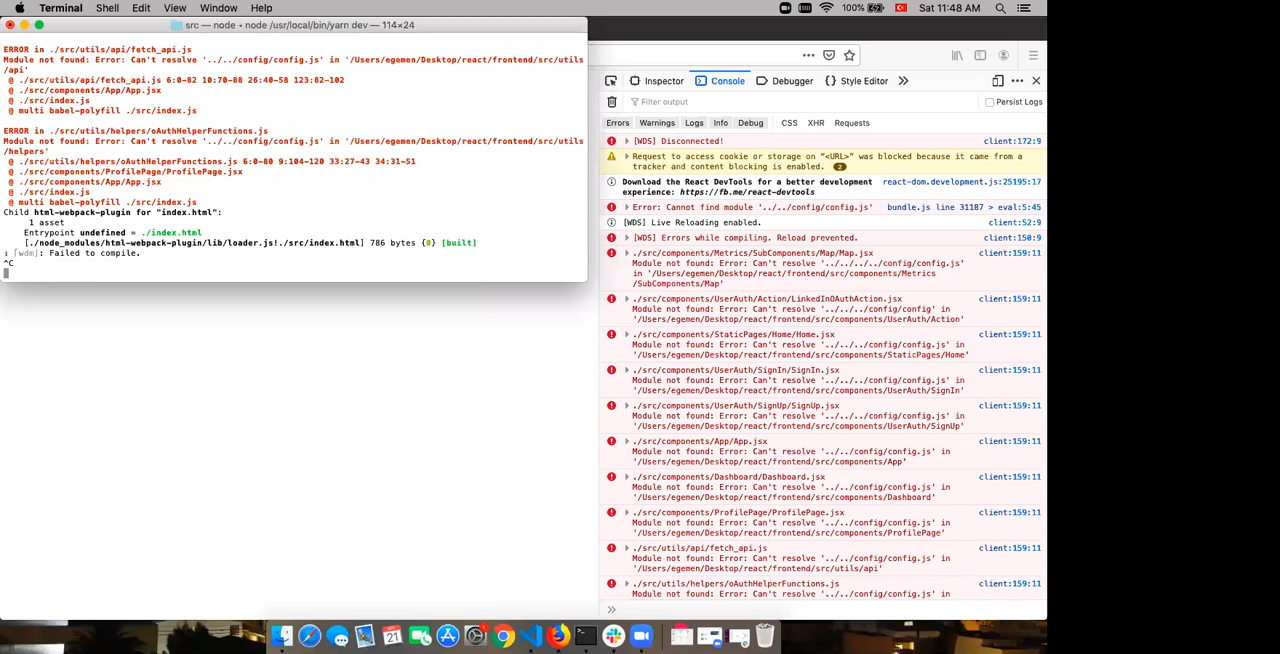 Terminal Shell Edit View Window Help
100% Sat 11:48 AM
src — node ◂ node /usr/local/bin/yarn dev — 114×24
ERROR in ./src/utils/api/fetch_api.js
Module not found: Error: Can't resolve '../../config/config.js' in '/Users/egemen/Desktop/react/frontend/src/utils
/api'
@ ./src/utils/api/fetch_api.js 6:0-82 10:70-88 26:40-58 123:82-102
@ ./src/components/App/App.jsx
@ ./src/index.js
@ multi babel-polyfill ./src/index.js
ERROR in ./src/utils/helpers/oAuthHelperFunctions.js
Module not found: Error: Can't resolve '../../config/config.js' in '/Users/egemen/Desktop/react/frontend/src/utils
/helpers'
@ ./src/utils/helpers/oAuthHelperFunctions.js 6:0-80 9:104-120 33:27-43 34:31-51
@ ./src/components/ProfilePage/ProfilePage.jsx
@ ./src/components/App/App.jsx
@ ./src/index.js
@ multi babel-polyfill ./src/index.js
Child html-webpack-plugin for "index.html":
1 asset
Entrypoint undefined = ./index.html
[./node_modules/html-webpack-plugin/lib/loader.js!./src/index.html] 786 bytes {0} [built]
ℹ ｢wdm｣: Failed to compile.
^C
Inspector Console Debugger {} Style Editor
Filter output Persist Logs
Errors Warnings Logs Info Debug CSS XHR Requests
[WDS] Disconnected! client:172:9
Request to access cookie or storage on “<URL>” was blocked because it came from a
tracker and content blocking is enabled. 2
Download the React DevTools for a better development react-dom.development.js:25195:17
experience: https://fb.me/react-devtools
Error: Cannot find module '../../config/config.js' bundle.js line 31187 > eval:5:45
[WDS] Live Reloading enabled. client:52:9
[WDS] Errors while compiling. Reload prevented. client:150:9
./src/components/Metrics/SubComponents/Map/Map.jsx client:159:11
Module not found: Error: Can't resolve '../../../../config/config.js'
in '/Users/egemen/Desktop/react/frontend/src/components/Metrics
/SubComponents/Map'
./src/components/UserAuth/Action/LinkedInOAuthAction.jsx client:159:11
Module not found: Error: Can't resolve '../../../config/config' in
'/Users/egemen/Desktop/react/frontend/src/components/UserAuth/Action'
./src/components/StaticPages/Home/Home.jsx client:159:11
Module not found: Error: Can't resolve '../../../config/config.js' in
'/Users/egemen/Desktop/react/frontend/src/components/StaticPages/Home'
./src/components/UserAuth/SignIn/SignIn.jsx client:159:11
Module not found: Error: Can't resolve '../../../config/config.js' in
'/Users/egemen/Desktop/react/frontend/src/components/UserAuth/SignIn'
./src/components/UserAuth/SignUp/SignUp.jsx client:159:11
Module not found: Error: Can't resolve '../../../config/config.js' in
'/Users/egemen/Desktop/react/frontend/src/components/UserAuth/SignUp'
./src/components/App/App.jsx client:159:11
Module not found: Error: Can't resolve '../../config/config.js' in
'/Users/egemen/Desktop/react/frontend/src/components/App'
./src/components/Dashboard/Dashboard.jsx client:159:11
Module not found: Error: Can't resolve '../../config/config.js' in
'/Users/egemen/Desktop/react/frontend/src/components/Dashboard'
./src/components/ProfilePage/ProfilePage.jsx client:159:11
Module not found: Error: Can't resolve '../../config/config.js' in
'/Users/egemen/Desktop/react/frontend/src/components/ProfilePage'
./src/utils/api/fetch_api.js client:159:11
Module not found: Error: Can't resolve '../../config/config.js' in
'/Users/egemen/Desktop/react/frontend/src/utils/api'
./src/utils/helpers/oAuthHelperFunctions.js client:159:11
Module not found: Error: Can't resolve '../../config/config.js' in
21